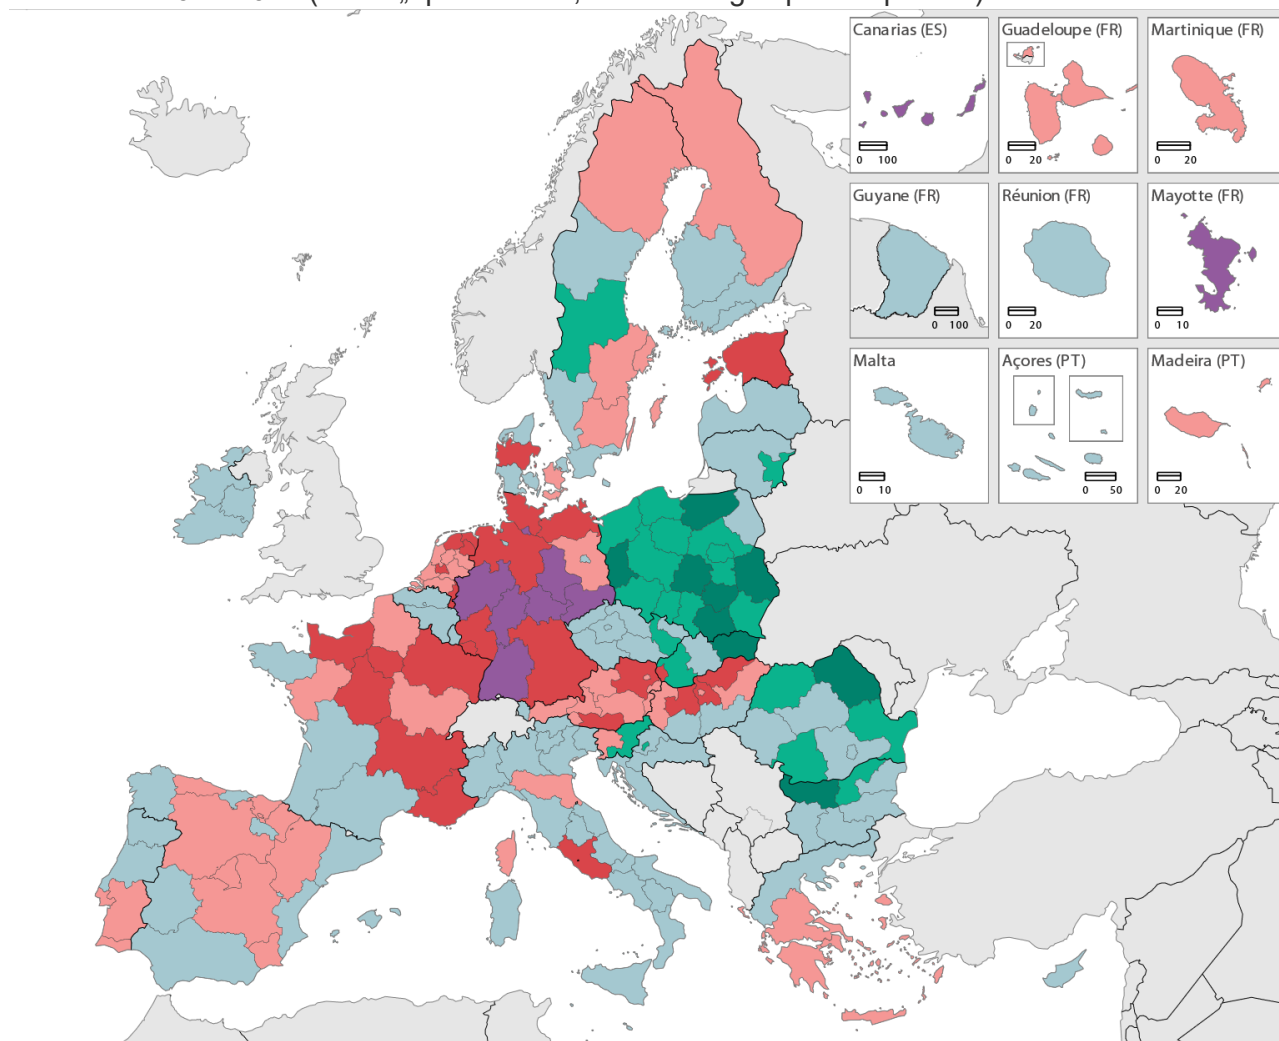 Canarias (ES)
0 100
Guadeloupe (FR)
0 20
Martinique (FR)
0 20
Guyane (FR)
0 100
Réunion (FR)
0 20
Mayotte (FR)
0 10
Malta
0 10
Açores (PT)
0 50
Madeira (PT)
0 20